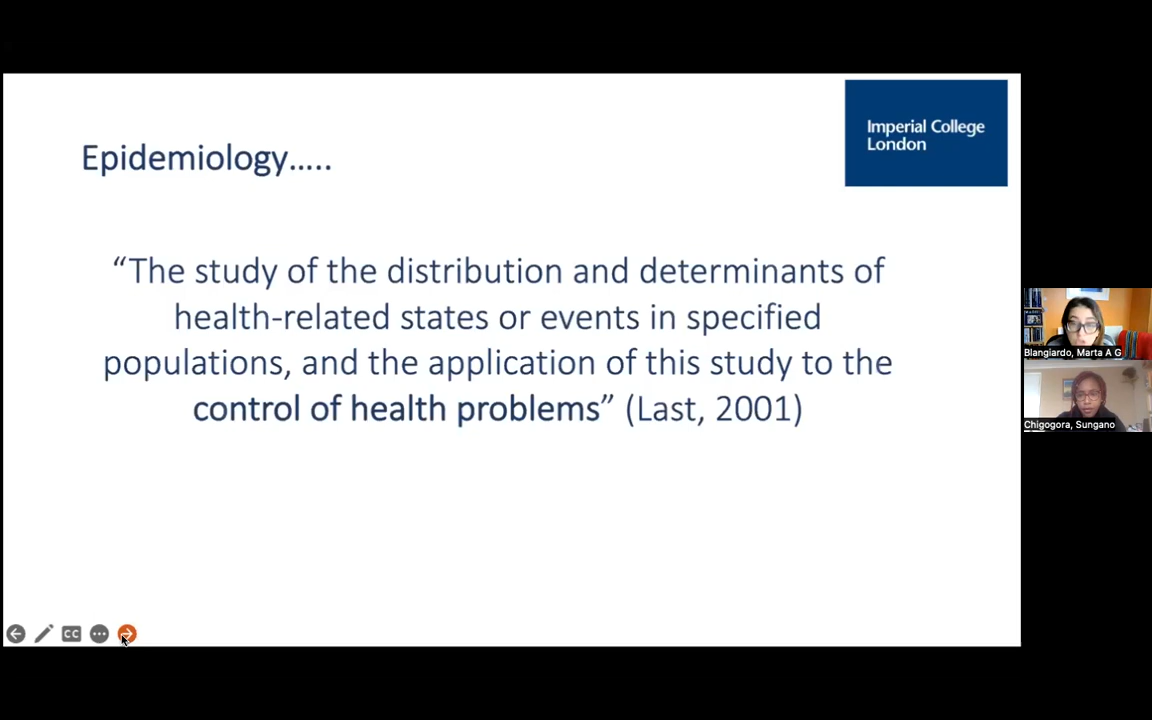 Imperial College
London
Epidemiology…..
“The study of the distribution and determinants of
health-related states or events in specified
populations, and the application of this study to the
control of health problems” (Last, 2001)
CC
Blangiardo, Marta A G
Chigogora, Sungano